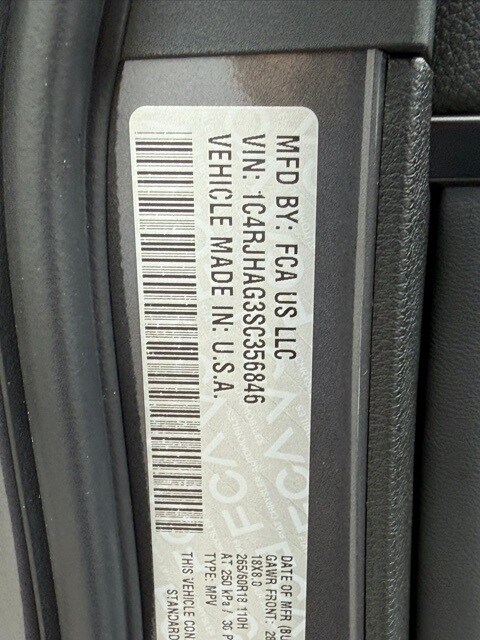 MFD BY: FCA US LLC
VIN: 1C4RJHAG3SC356846
VEHICLE MADE IN: U.S.A.
DATE OF MFR
GAWR FRONT:
18X8.0
265/60R18 110H
AT 250 kPa /
TYPE: MPV
THIS VEHICLE
FCA